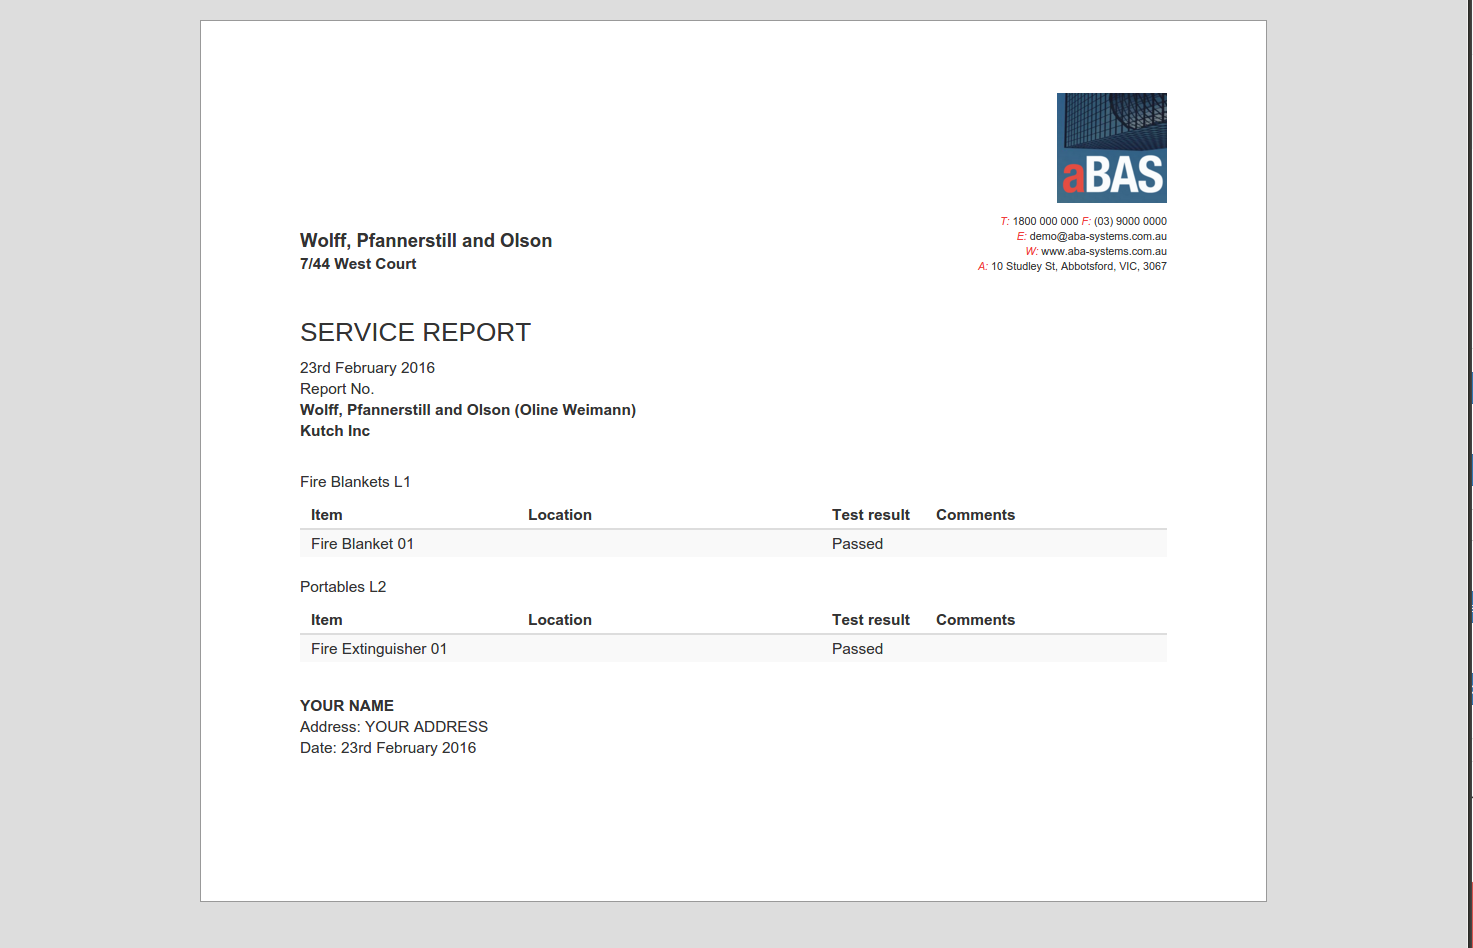 aBAS
T: 1800 000 000 F: (03) 9000 0000
E: demo@aba-systems.com.au
W: www.aba-systems.com.au
A: 10 Studley St, Abbotsford, VIC, 3067
Wolff, Pfannerstill and Olson
7/44 West Court
SERVICE REPORT
23rd February 2016
Report No.
Wolff, Pfannerstill and Olson (Oline Weimann)
Kutch Inc
Fire Blankets L1
Item Location Test result Comments
Fire Blanket 01 Passed
Portables L2
Item Location Test result Comments
Fire Extinguisher 01 Passed
YOUR NAME
Address: YOUR ADDRESS
Date: 23rd February 2016